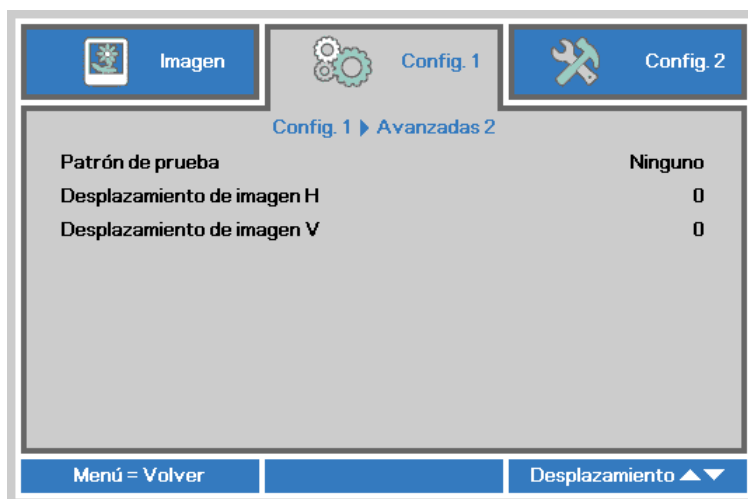 Imagen Config. 1 Config. 2
Config. 1 ▶ Avanzadas 2
Patrón de prueba Ninguno
Desplazamiento de imagen H 0
Desplazamiento de imagen V 0
Menú = Volver Desplazamiento ▲▼